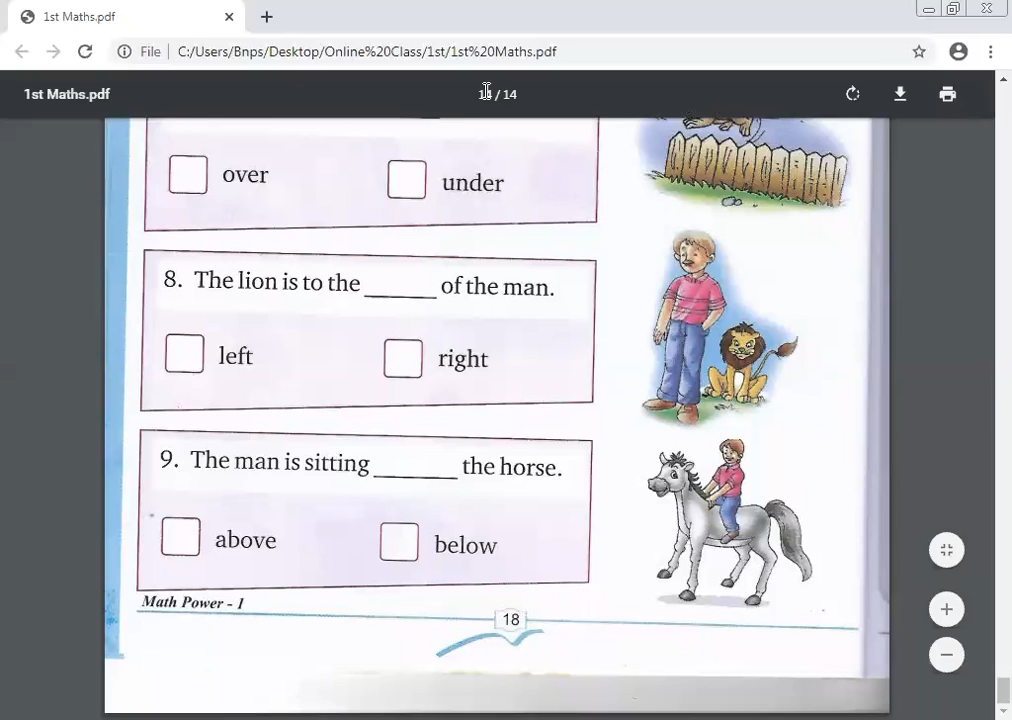 1st Maths.pdf
File | C:/Users/Bnps/Desktop/Online%20Class/1st/1st%20Maths.pdf
1st Maths.pdf
14 / 14
over
under
8. The lion is to the ______ of the man.
left
right
9. The man is sitting _______ the horse.
above
below
Math Power - 1
18